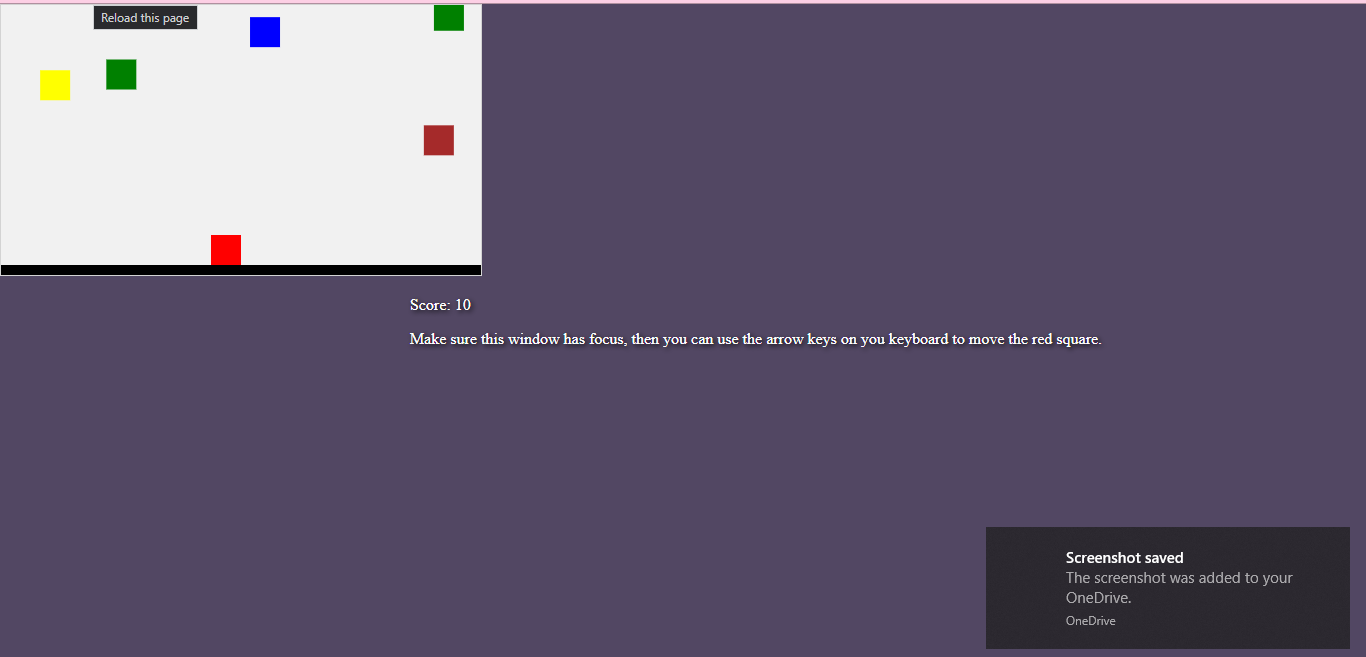 Reload this page
Score: 10
Make sure this window has focus, then you can use the arrow keys on you keyboard to move the red square.
Screenshot saved
The screenshot was added to your
OneDrive.
OneDrive